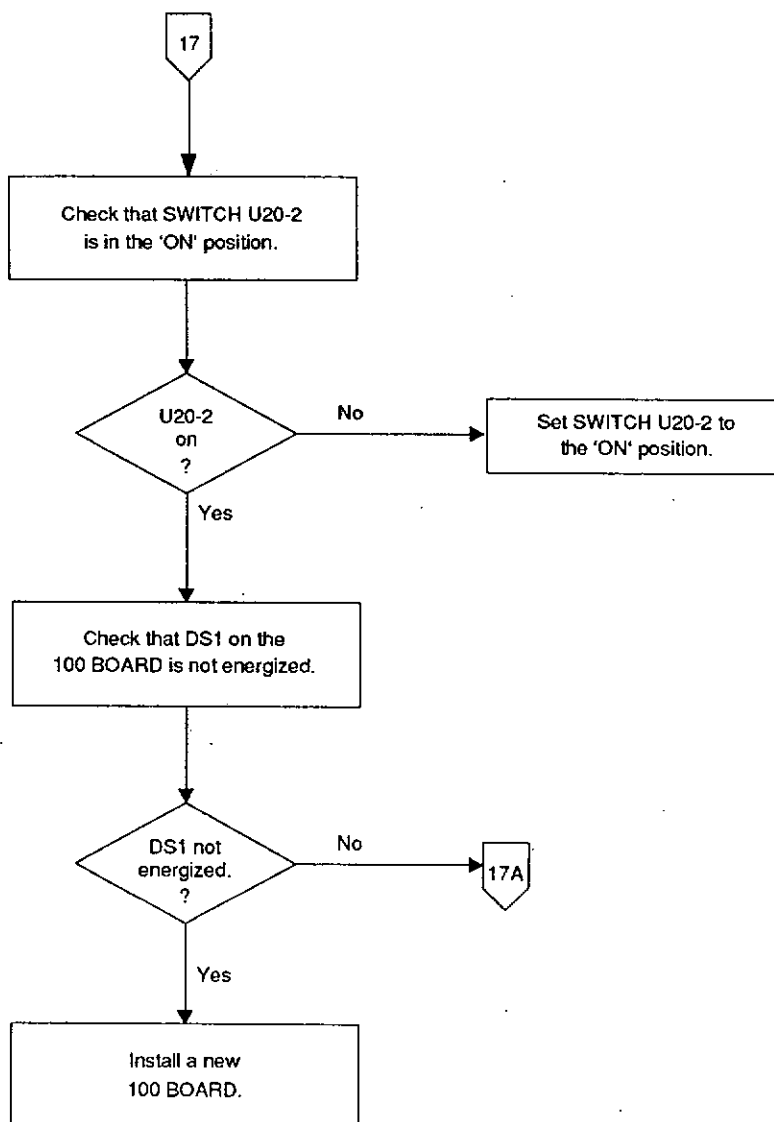 17
Check that SWITCH U20-2
is in the 'ON' position.
U20-2
on
?
No
Set SWITCH U20-2 to
the 'ON' position.
Yes
Check that DS1 on the
100 BOARD is not energized.
DS1 not
energized.
?
No
17A
Yes
Install a new
100 BOARD.